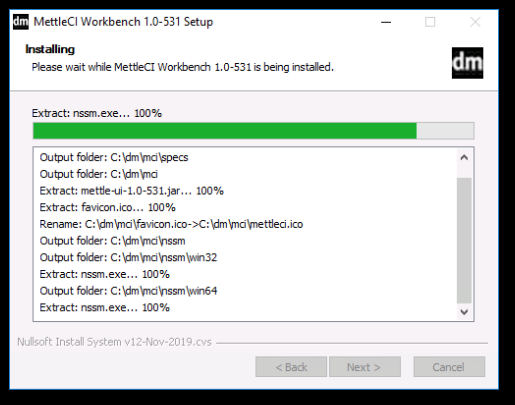 dm MettleCI Workbench 1.0-531 Setup
Installing
Please wait while MettleCI Workbench 1.0-531 is being installed.
dm
Extract: nssm.exe... 100%
Output folder: C:\dm\mci\specs
Output folder: C:\dm\mci
Extract: mettle-ui-1.0-531.jar... 100%
Extract: favicon.ico... 100%
Rename: C:\dm\mci\favicon.ico->C:\dm\mci\mettleci.ico
Output folder: C:\dm\mci\nssm
Output folder: C:\dm\mci\nssm\win32
Extract: nssm.exe... 100%
Output folder: C:\dm\mci\nssm\win64
Extract: nssm.exe... 100%
Nullsoft Install System v12-Nov-2019.cvs
< Back Next > Cancel